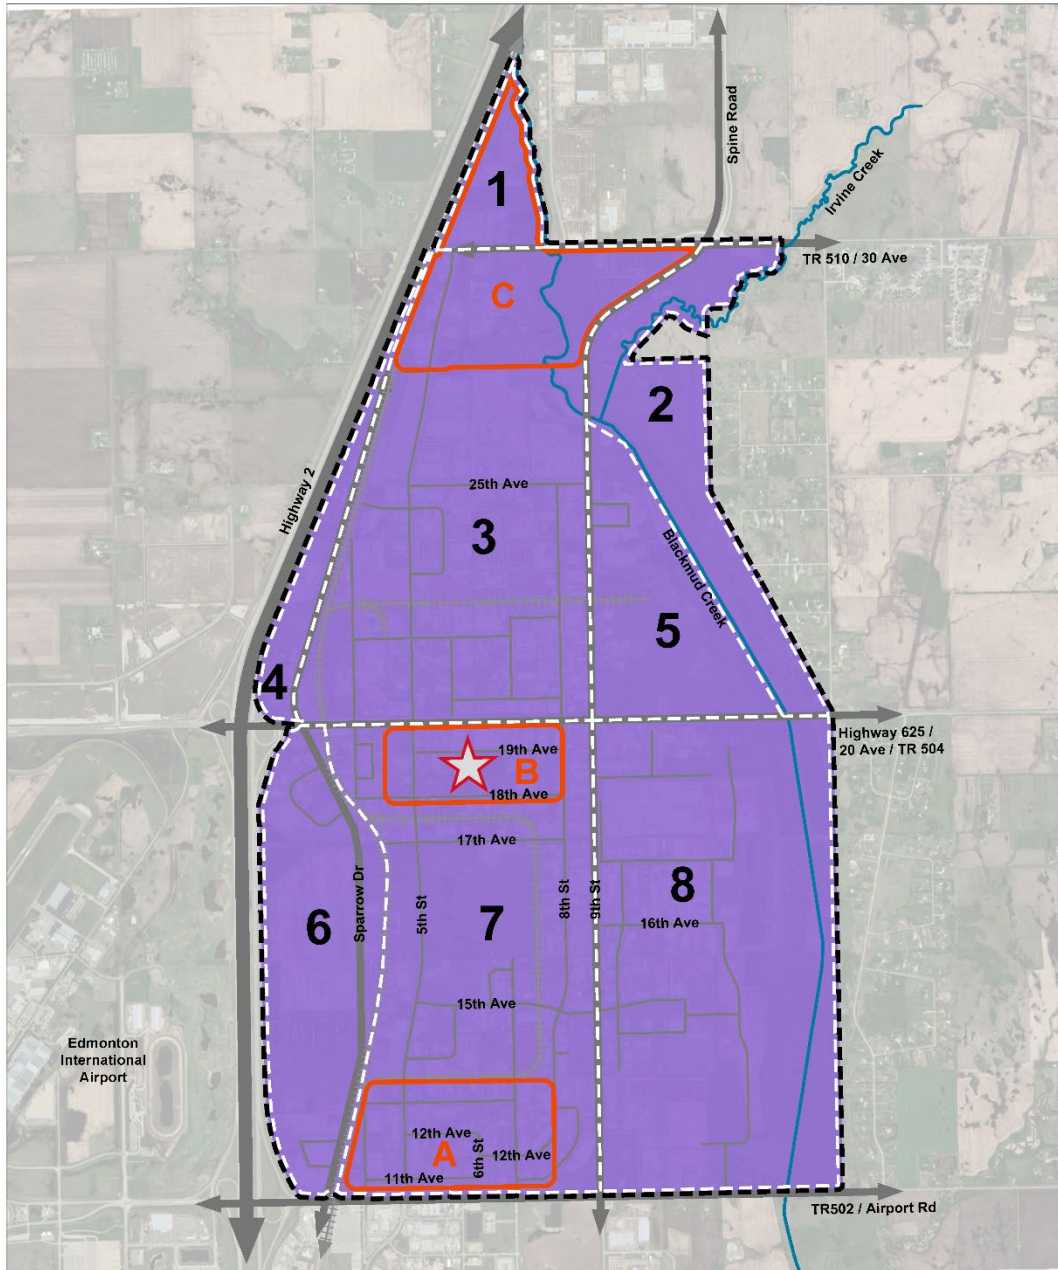 Spine Road
Irvine Creek
1
TR 510 / 30 Ave
C
2
Highway 2
25th Ave
3
Blackmud Creek
5
4
Highway 625 /
20 Ave / TR 504
19th Ave
B
18th Ave
17th Ave
Sparrow Dr
5th St
8th St
9th St
8
6
7
16th Ave
15th Ave
Edmonton
International
Airport
12th Ave
A
6th St
12th Ave
11th Ave
TR502 / Airport Rd